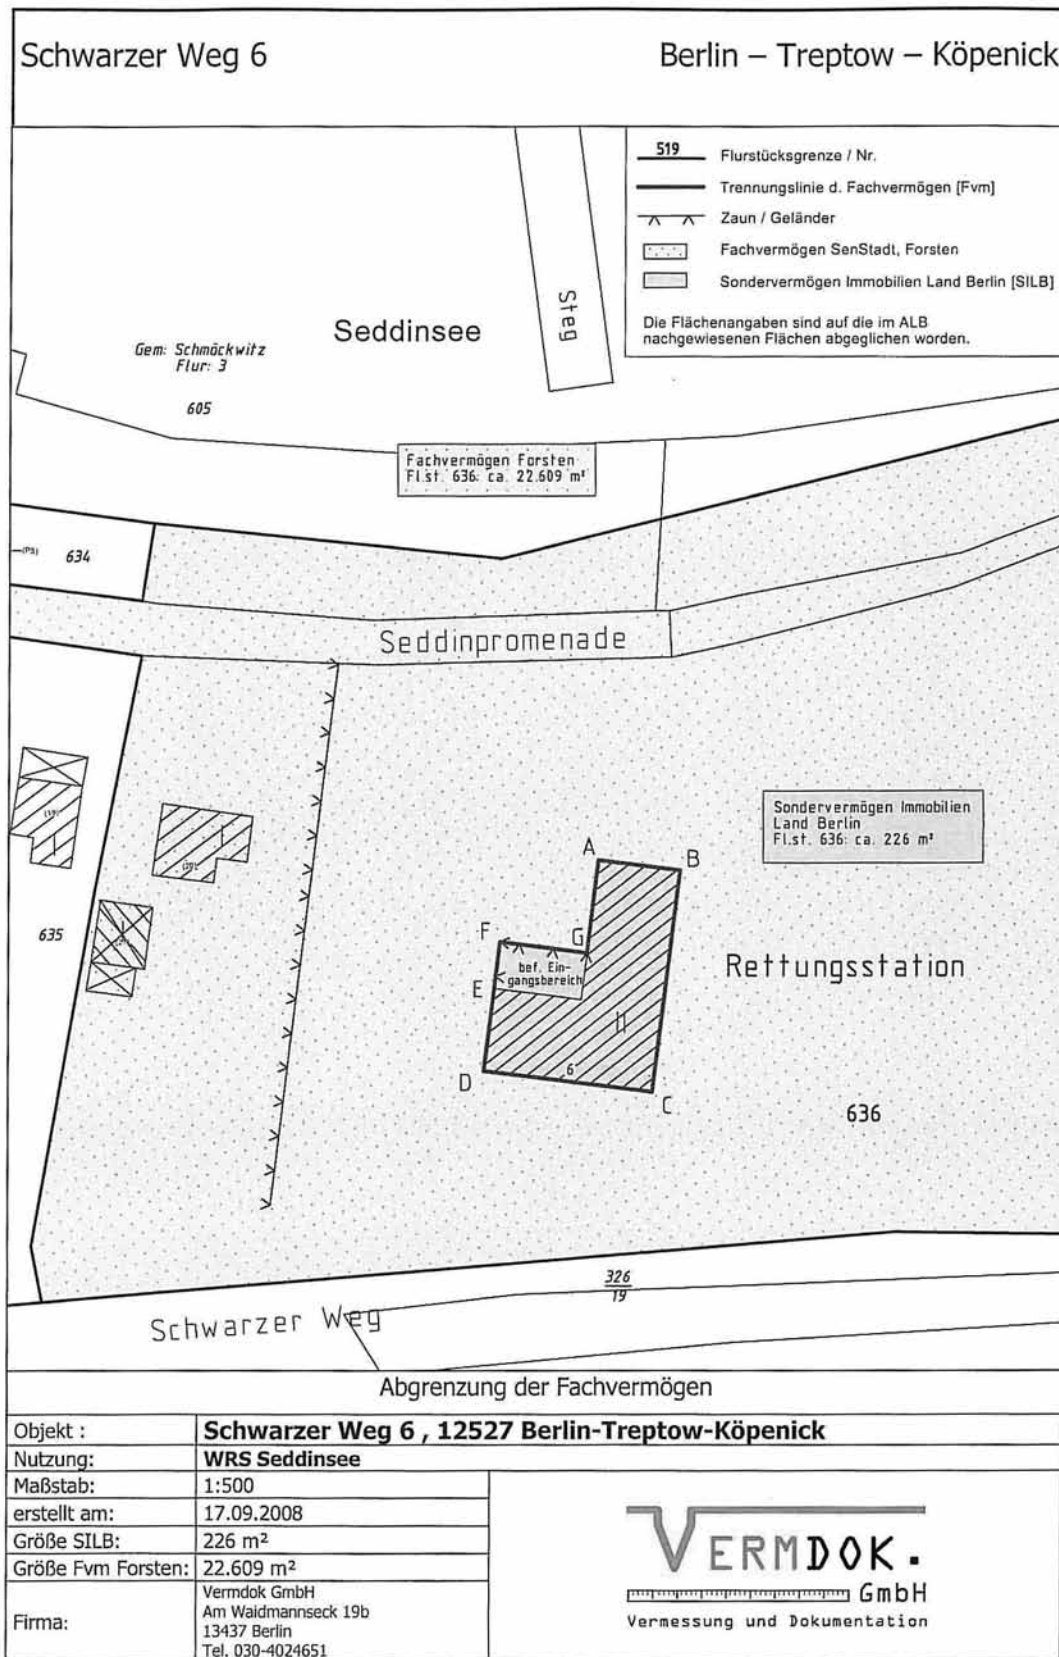 Schwarzer Weg 6
Berlin – Treptow – Köpenick
519 Flurstücksgrenze / Nr.
Trennungslinie d. Fachvermögen [Fvm]
Zaun / Geländer
Fachvermögen SenStadt, Forsten
Sondervermögen Immobilien Land Berlin [SILB]
Die Flächenangaben sind auf die im ALB
nachgewiesenen Flächen abgeglichen worden.
Steg
Seddinsee
Gem: Schmöckwitz
Flur: 3
605
Fachvermögen Forsten
Fl.st. 636: ca. 22.609 m²
(PS)
634
Seddinpromenade
Sondervermögen Immobilien
Land Berlin
Fl.st. 636: ca. 226 m²
A
B
F
G
bef. Ein-
gangsbereich
E
635
Rettungsstation
II
D
6
C
636
326
19
Schwarzer Weg
Abgrenzung der Fachvermögen
Objekt : Schwarzer Weg 6 , 12527 Berlin-Treptow-Köpenick
Nutzung: WRS Seddinsee
Maßstab: 1:500
erstellt am: 17.09.2008
Größe SILB: 226 m²
Größe Fvm Forsten: 22.609 m²
Firma:
Vermdok GmbH
Am Waidmannseck 19b
13437 Berlin
Tel. 030-4024651
VERMDOK.
GmbH
Vermessung und Dokumentation